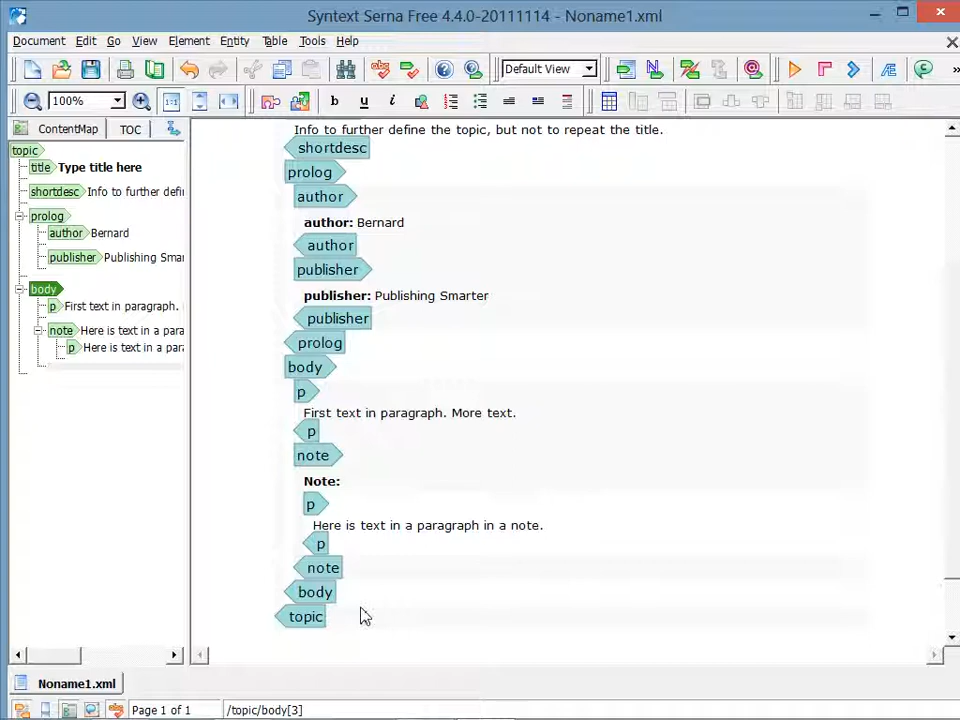 Syntext Serna Free 4.4.0-20111114 - Noname1.xml
Document Edit Go View Element Entity Table Tools Help
Default View
100% 1:1 b u i
ContentMap TOC
topic
title Type title here
shortdesc Info to further defin
prolog
author Bernard
publisher Publishing Smar
body
p First text in paragraph.
note Here is text in a para
p Here is text in a para
Info to further define the topic, but not to repeat the title.
shortdesc
prolog
author
author: Bernard
author
publisher
publisher: Publishing Smarter
publisher
prolog
body
p
First text in paragraph. More text.
p
note
Note:
p
Here is text in a paragraph in a note.
p
note
body
topic
Noname1.xml
Page 1 of 1 /topic/body[3]